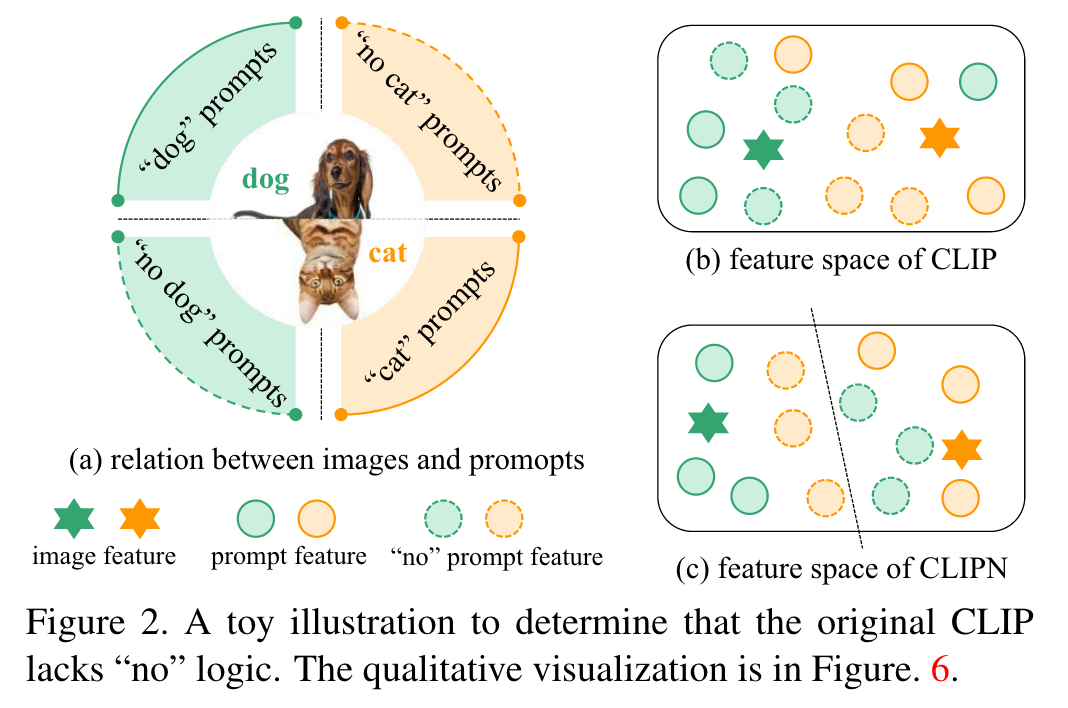 “dog” prompts
“no cat” prompts
dog
cat
“no dog” prompts
“cat” prompts
(a) relation between images and promopts
image feature
prompt feature
“no” prompt feature
(b) feature space of CLIP
(c) feature space of CLIPN
Figure 2. A toy illustration to determine that the original CLIP
lacks “no” logic. The qualitative visualization is in Figure. 6.